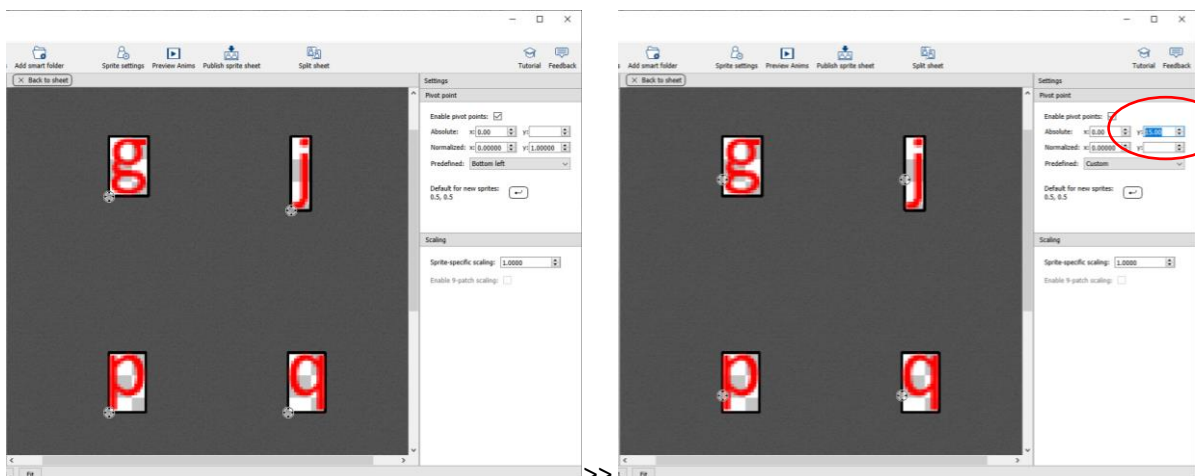 Add smart folder Sprite settings Preview Anims Publish sprite sheet Split sheet Tutorial Feedback
× Back to sheet
Settings
Pivot point
Enable pivot points:
Absolute: x: 0.00 y:
Normalized: x: 0.00000 y: 1.00000
Predefined: Bottom left
Default for new sprites:
0.5, 0.5
Scaling
Sprite-specific scaling: 1.0000
Enable 9-patch scaling:
g j
p q
Fit
>>
Add smart folder Sprite settings Preview Anims Publish sprite sheet Split sheet Tutorial Feedback
× Back to sheet
Settings
Pivot point
Enable pivot points:
Absolute: x: 0.00 y: 15.00
Normalized: x: 0.00000 y:
Predefined: Custom
Default for new sprites:
0.5, 0.5
Scaling
Sprite-specific scaling: 1.0000
Enable 9-patch scaling:
g j
p q
Fit